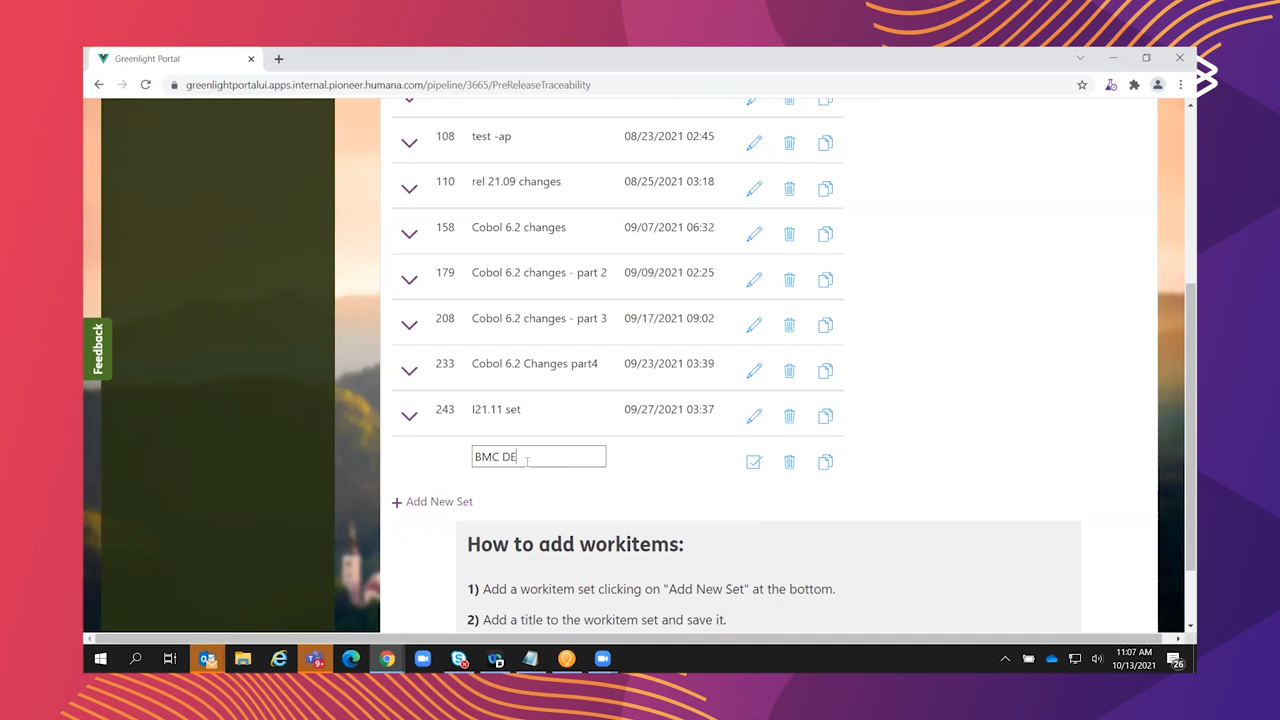 Greenlight Portal
greenlightportalui.apps.internal.pioneer.humana.com/pipeline/3665/PreReleaseTraceability
108 test -ap 08/23/2021 02:45
110 rel 21.09 changes 08/25/2021 03:18
158 Cobol 6.2 changes 09/07/2021 06:32
179 Cobol 6.2 changes - part 2 09/09/2021 02:25
208 Cobol 6.2 changes - part 3 09/17/2021 09:02
233 Cobol 6.2 Changes part4 09/23/2021 03:39
243 I21.11 set 09/27/2021 03:37
BMC DE
+ Add New Set
Feedback
How to add workitems:
1) Add a workitem set clicking on "Add New Set" at the bottom.
2) Add a title to the workitem set and save it.
9+
11:07 AM
10/13/2021
26